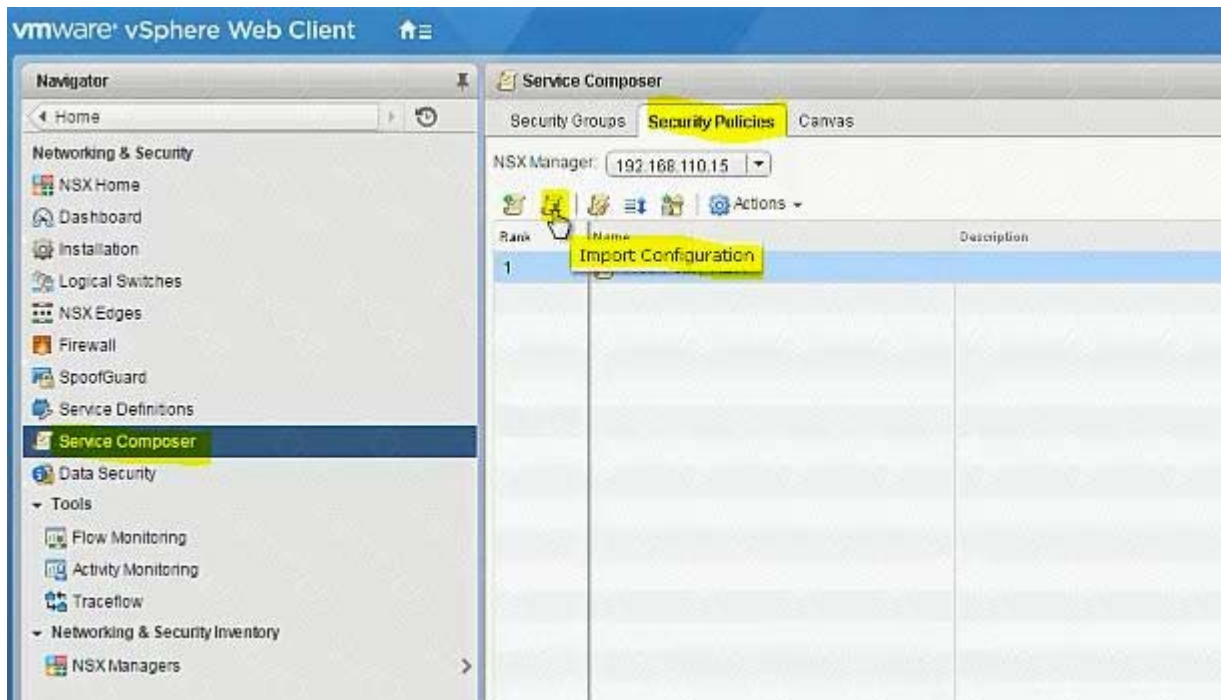 vmware® vSphere Web Client
Navigator
Home
Networking & Security
NSX Home
Dashboard
Installation
Logical Switches
NSX Edges
Firewall
SpoofGuard
Service Definitions
Service Composer
Data Security
Tools
Flow Monitoring
Activity Monitoring
Traceflow
Networking & Security Inventory
NSX Managers
Service Composer
Security Groups Security Policies Canvas
NSX Manager: 192.168.110.15
Actions
Rank Name Description
Import Configuration
1